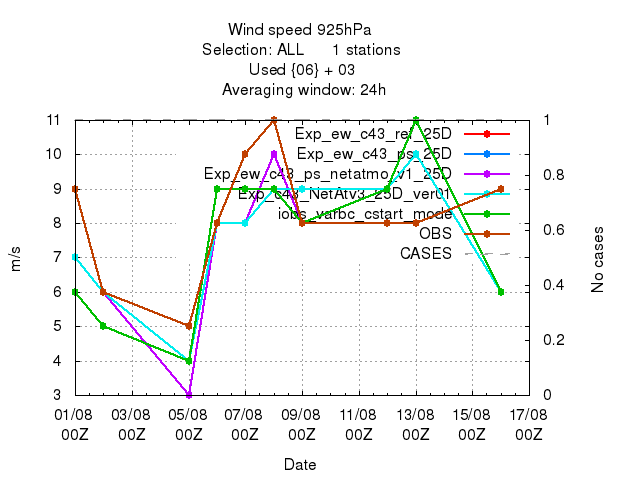 Wind speed 925hPa
Selection: ALL 1 stations
Used {06} + 03
Averaging window: 24h
11 1
Exp_ew_c43_ref_25D
10 Exp_ew_c43_ps_25D
Exp_ew_c43_ps_netatmo_v1_25D
9 Exp_c43_NetAtv3_25D_ver01 0.8
iobs_varbc_cstart_mode
8 OBS 0.6
CASES
7
6 0.4
5 0.2
4
3 0
m/s
No cases
01/08 03/08 05/08 07/08 09/08 11/08 13/08 15/08 17/08
00Z 00Z 00Z 00Z 00Z 00Z 00Z 00Z 00Z
Date